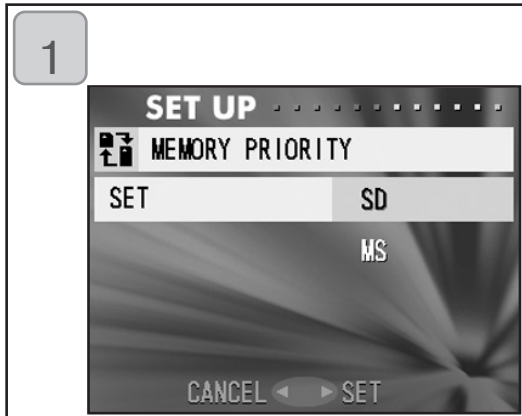 1
SET UP
MEMORY PRIORITY
SET SD
MS
CANCEL ◄ ► SET